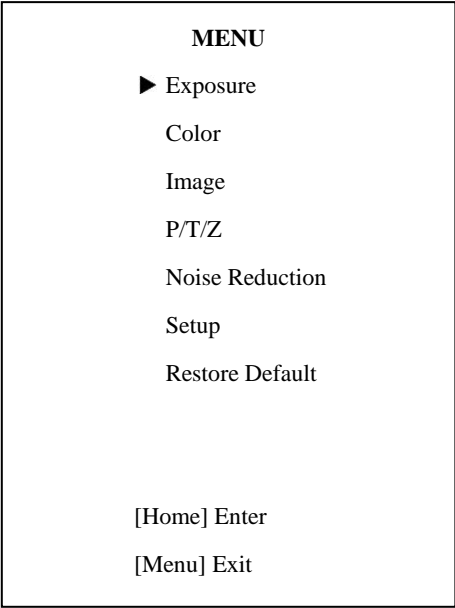 MENU
▶ Exposure
Color
Image
P/T/Z
Noise Reduction
Setup
Restore Default
[Home] Enter
[Menu] Exit